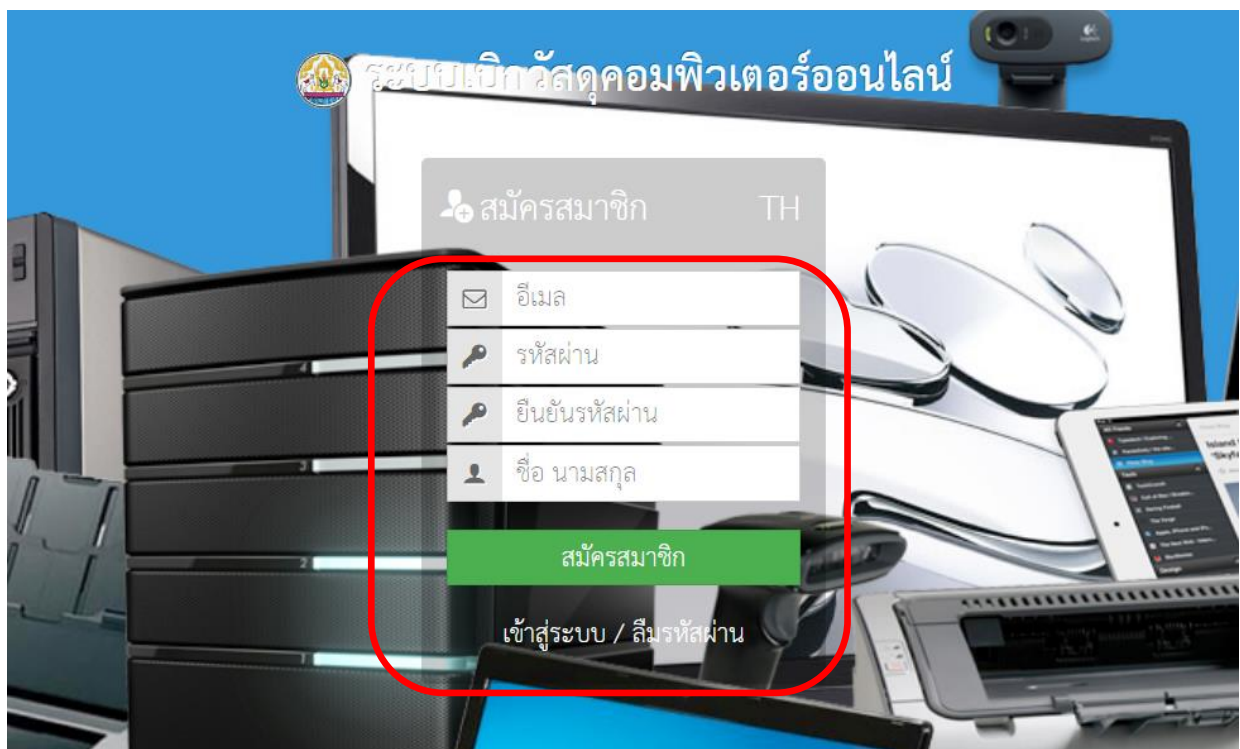 ระบบเบิกวัสดุคอมพิวเตอร์ออนไลน์
สมัครสมาชิก TH
อีเมล
รหัสผ่าน
ยืนยันรหัสผ่าน
ชื่อ นามสกุล
สมัครสมาชิก
เข้าสู่ระบบ / ลืมรหัสผ่าน
4
3
2
1